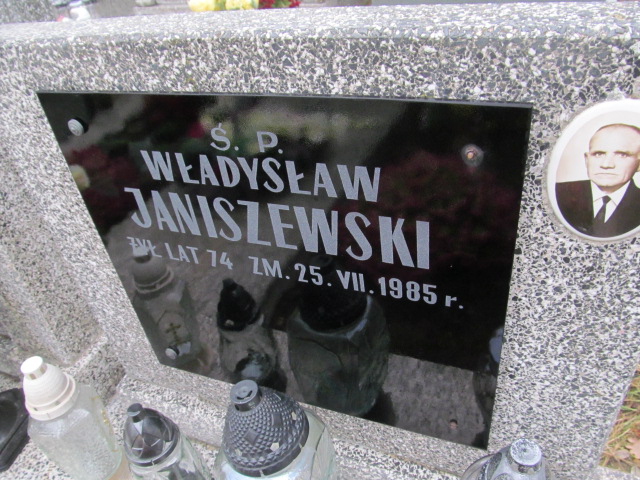 Ś. P.
WŁADYSŁAW
JANISZEWSKI
ŻYŁ LAT 74 ZM. 25. VII. 1985 r.